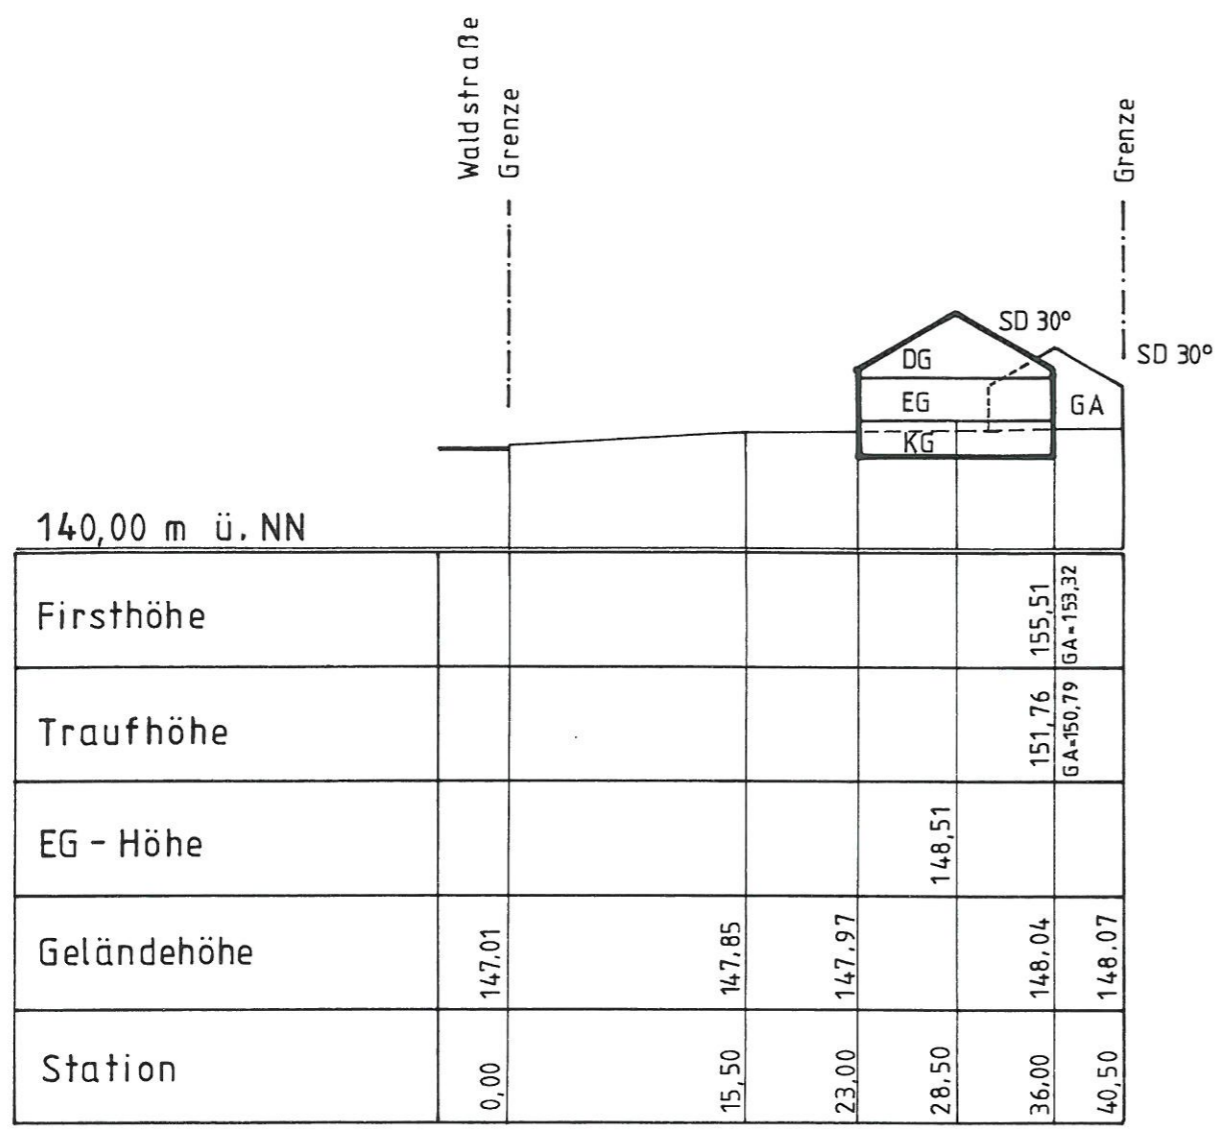 Waldstraße
Grenze
Grenze
SD 30°
SD 30°
DG
EG
GA
KG
140,00 m ü. NN
Firsthöhe
155,51
GA=153,32
Traufhöhe
151,76
GA=150,79
EG - Höhe
148,51
Geländehöhe
147.01
147.85
147.97
148.04
148.07
Station
0,00
15,50
23,00
28,50
36,00
40,50